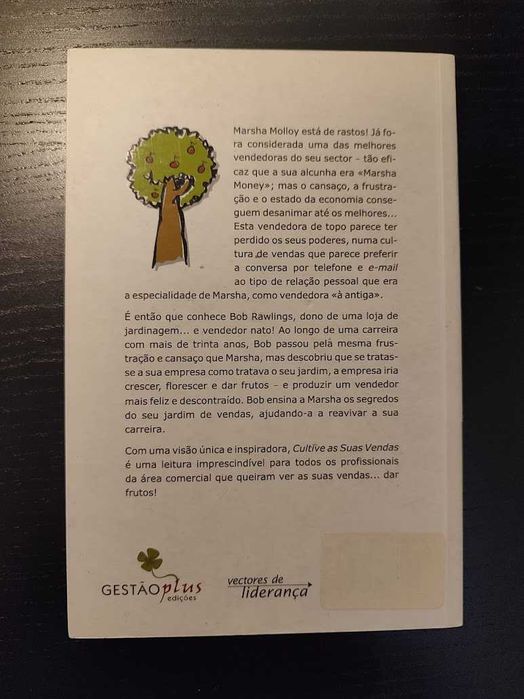 Marsha Molloy está de rastos! Já fo-
ra considerada uma das melhores
vendedoras do seu sector – tão efi-
caz que a sua alcunha era «Marsha
Money»; mas o cansaço, a frustra-
ção e o estado da economia conse-
guem desanimar até os melhores...
Esta vendedora de topo parece ter
perdido os seus poderes, numa cul-
tura de vendas que parece preferir
a conversa por telefone e e-mail
ao tipo de relação pessoal que era
a especialidade de Marsha, como vendedora «à antiga».
É então que conhece Bob Rawlings, dono de uma loja de
jardinagem... e vendedor nato! Ao longo de uma carreira
com mais de trinta anos, Bob passou pela mesma frus-
tração e cansaço que Marsha, mas descobriu que se tratas-
se a sua empresa como tratava o seu jardim, a empresa iria
crescer, florescer e dar frutos – e produzir um vendedor
mais feliz e descontraído. Bob ensina a Marsha os segredos
do seu jardim de vendas, ajudando-a a reavivar a sua
carreira.
Com uma visão única e inspiradora, Cultive as Suas Vendas
é uma leitura imprescindível para todos os profissionais
da área comercial que queiram ver as suas vendas... dar
frutos!
GESTÃOplus
edições
vectores de
liderança